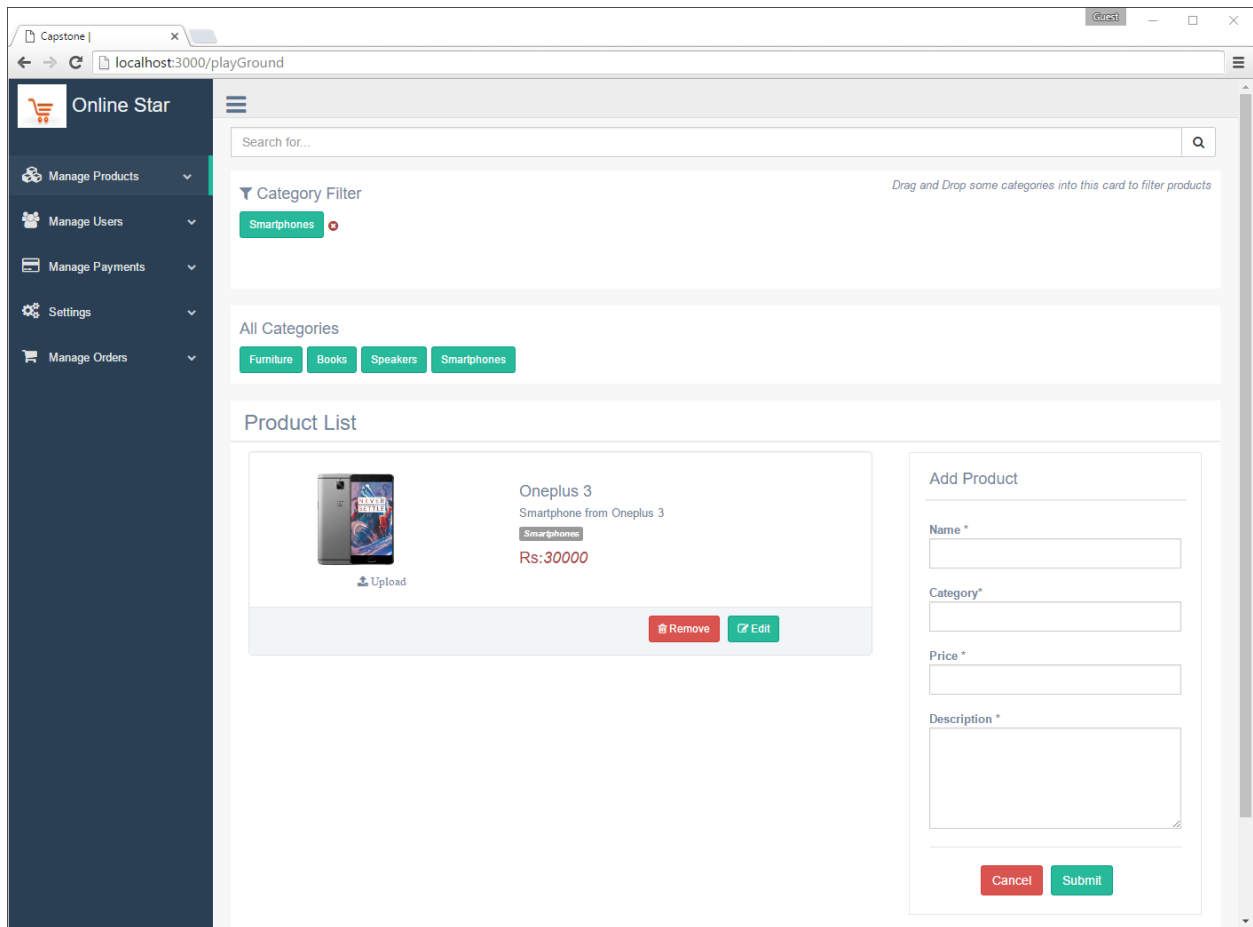 Guest
Capstone |
localhost:3000/playGround
Online Star
Search for...
Manage Products
Category Filter
Drag and Drop some categories into this card to filter products
Smartphones
Manage Users
Manage Payments
Settings
Manage Orders
All Categories
Furniture Books Speakers Smartphones
Product List
NEVER
SETTLE
Oneplus 3
Smartphone from Oneplus 3
Smartphones
Rs:30000
Upload
Remove Edit
Add Product
Name *
Category*
Price *
Description *
Cancel Submit